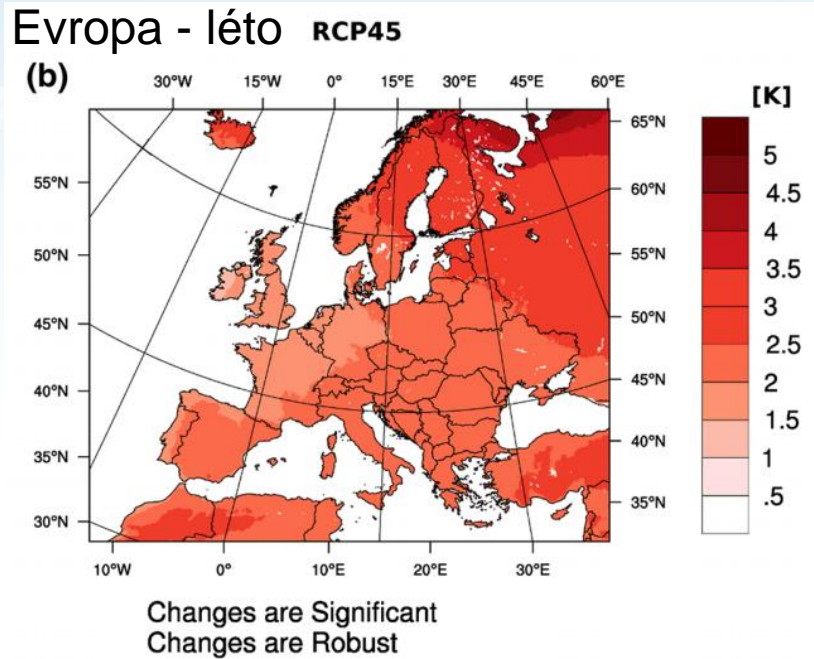 Evropa - léto RCP45
(b)
30°W 15°W 0° 15°E 30°E 45°E 60°E
[K]
65°N
55°N
60°N
50°N
55°N
45°N
50°N
40°N
45°N
35°N
40°N
30°N
35°N
5
4.5
4
3.5
3
2.5
2
1.5
1
.5
10°W 0° 10°E 20°E 30°E
Changes are Significant
Changes are Robust